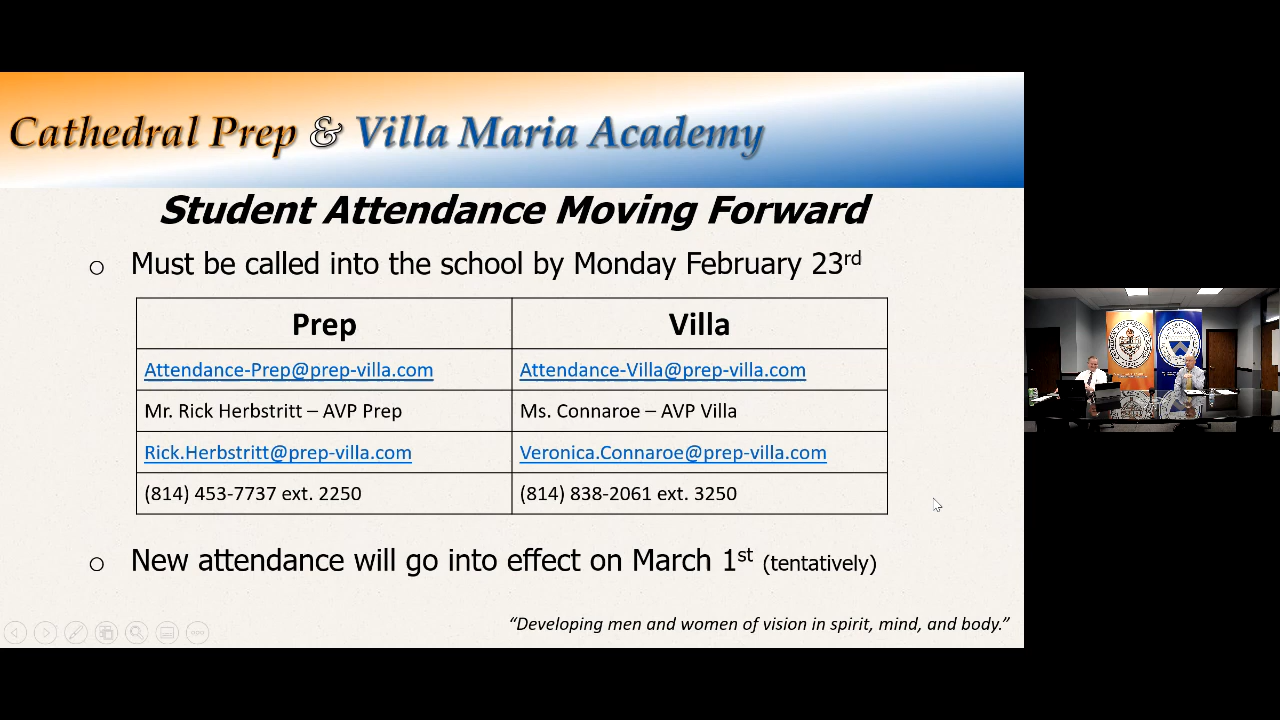 Cathedral Prep & Villa Maria Academy
Student Attendance Moving Forward
Must be called into the school by Monday February 23rd
Prep Villa
Attendance-Prep@prep-villa.com Attendance-Villa@prep-villa.com
Mr. Rick Herbstritt – AVP Prep Ms. Connaroe – AVP Villa
Rick.Herbstritt@prep-villa.com Veronica.Connaroe@prep-villa.com
(814) 453-7737 ext. 2250 (814) 838-2061 ext. 3250
New attendance will go into effect on March 1st (tentatively)
“Developing men and women of vision in spirit, mind, and body.”